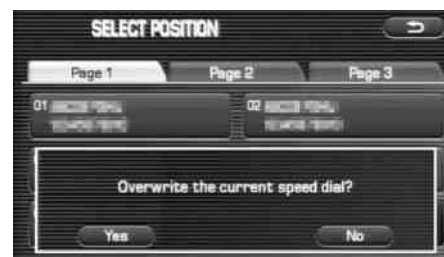 SELECT POSITION
Page 1 Page 2 Page 3
01 02
Overwrite the current speed dial?
Yes No